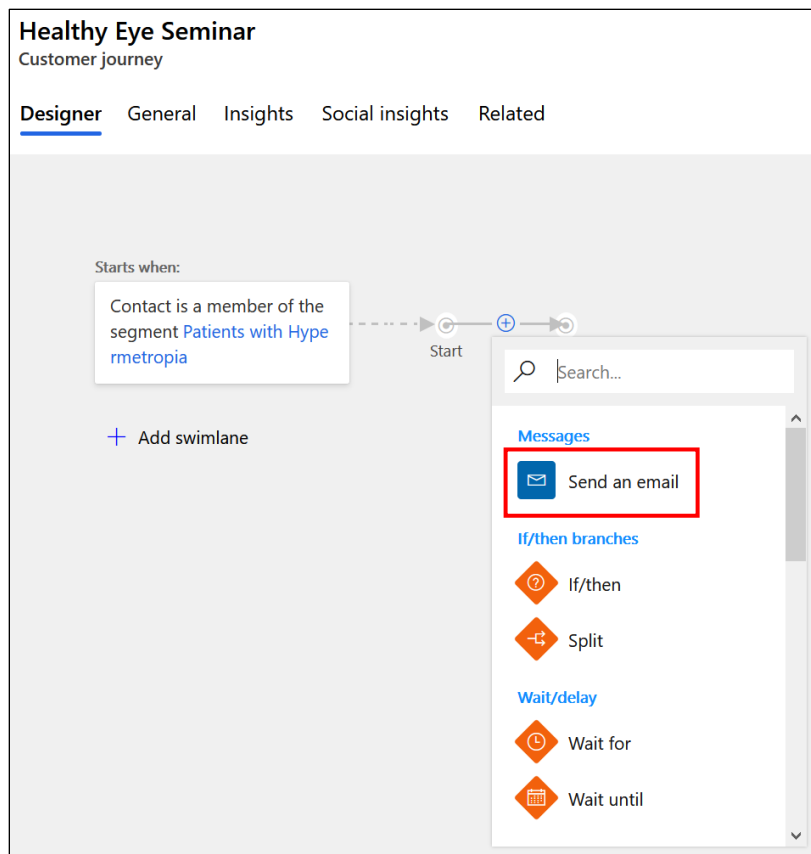 Healthy Eye Seminar
Customer journey
Designer General Insights Social insights Related
Starts when:
Contact is a member of the
segment Patients with Hype
rmetropia
Start
Add swimlane
Search...
Messages
Send an email
If/then branches
If/then
Split
Wait/delay
Wait for
Wait until